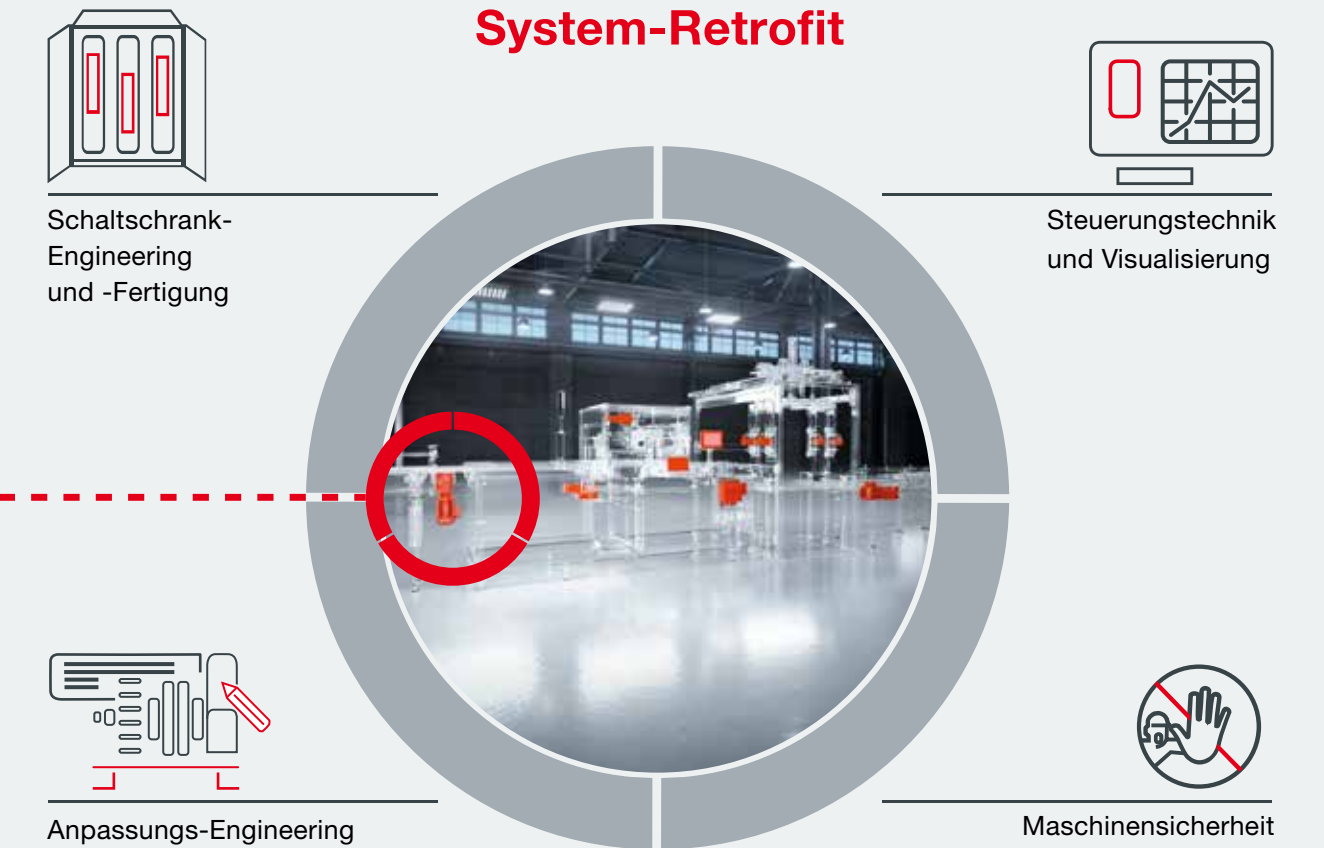 System-Retrofit
Schaltschrank-
Engineering
und -Fertigung
Steuerungstechnik
und Visualisierung
Anpassungs-Engineering
Maschinensicherheit